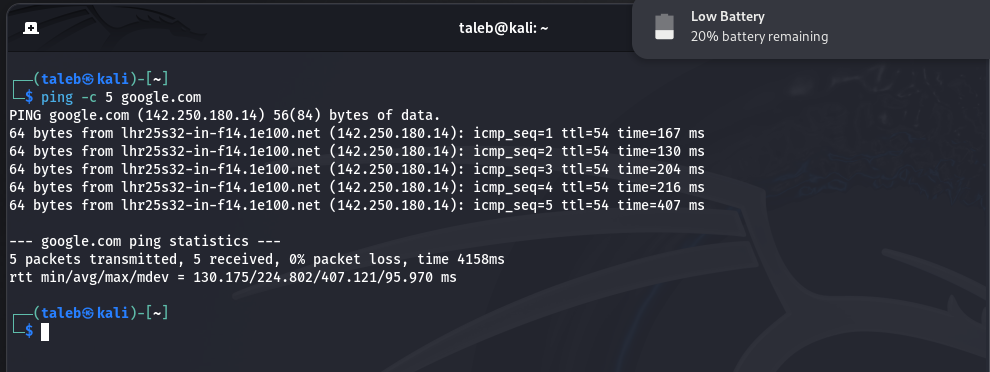 taleb@kali: ~
Low Battery
20% battery remaining
┌──(taleb㉿kali)-[~]
└─$ ping -c 5 google.com
PING google.com (142.250.180.14) 56(84) bytes of data.
64 bytes from lhr25s32-in-f14.1e100.net (142.250.180.14): icmp_seq=1 ttl=54 time=167 ms
64 bytes from lhr25s32-in-f14.1e100.net (142.250.180.14): icmp_seq=2 ttl=54 time=130 ms
64 bytes from lhr25s32-in-f14.1e100.net (142.250.180.14): icmp_seq=3 ttl=54 time=204 ms
64 bytes from lhr25s32-in-f14.1e100.net (142.250.180.14): icmp_seq=4 ttl=54 time=216 ms
64 bytes from lhr25s32-in-f14.1e100.net (142.250.180.14): icmp_seq=5 ttl=54 time=407 ms
--- google.com ping statistics ---
5 packets transmitted, 5 received, 0% packet loss, time 4158ms
rtt min/avg/max/mdev = 130.175/224.802/407.121/95.970 ms
┌──(taleb㉿kali)-[~]
└─$